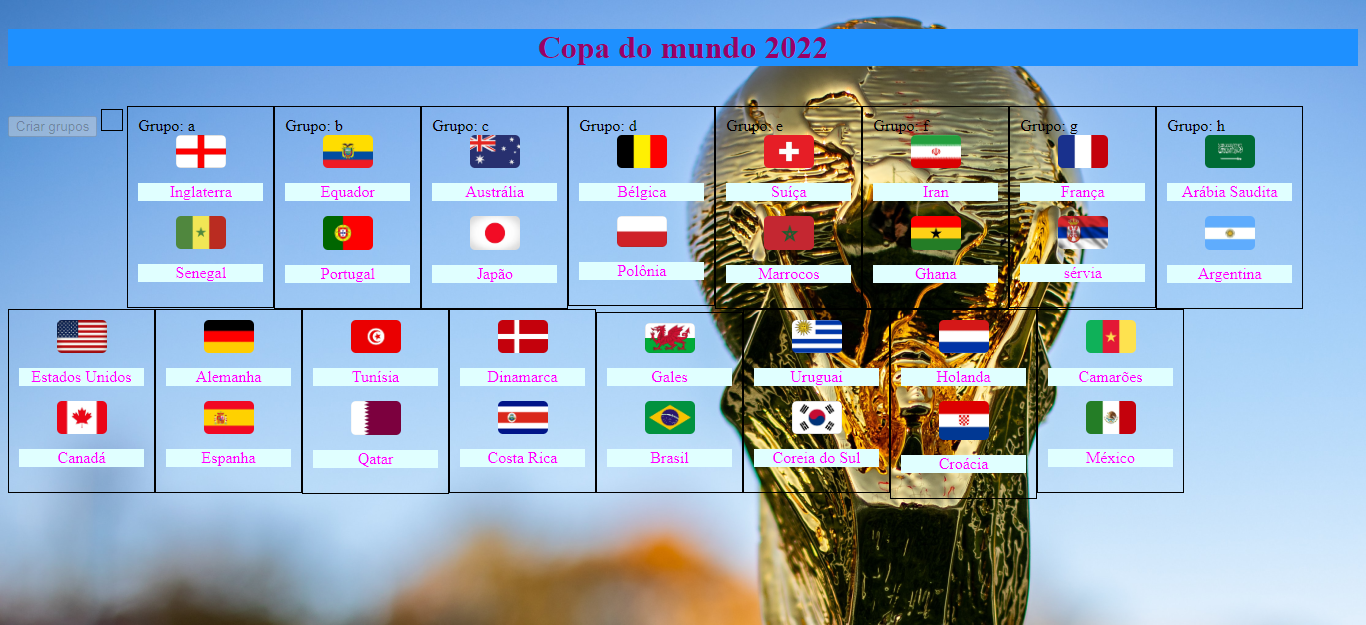 Copa do mundo 2022
Criar grupos
Grupo: a Grupo: b Grupo: c Grupo: d Grupo: e Grupo: f Grupo: g Grupo: h
Inglaterra Equador Austrália Bélgica Suíça Iran França Arábia Saudita
Senegal Portugal Japão Polônia Marrocos Ghana sérvia Argentina
Estados Unidos Alemanha Tunísia Dinamarca Gales Uruguai Holanda Camarões
Canadá Espanha Qatar Costa Rica Brasil Coreia do Sul Croácia México